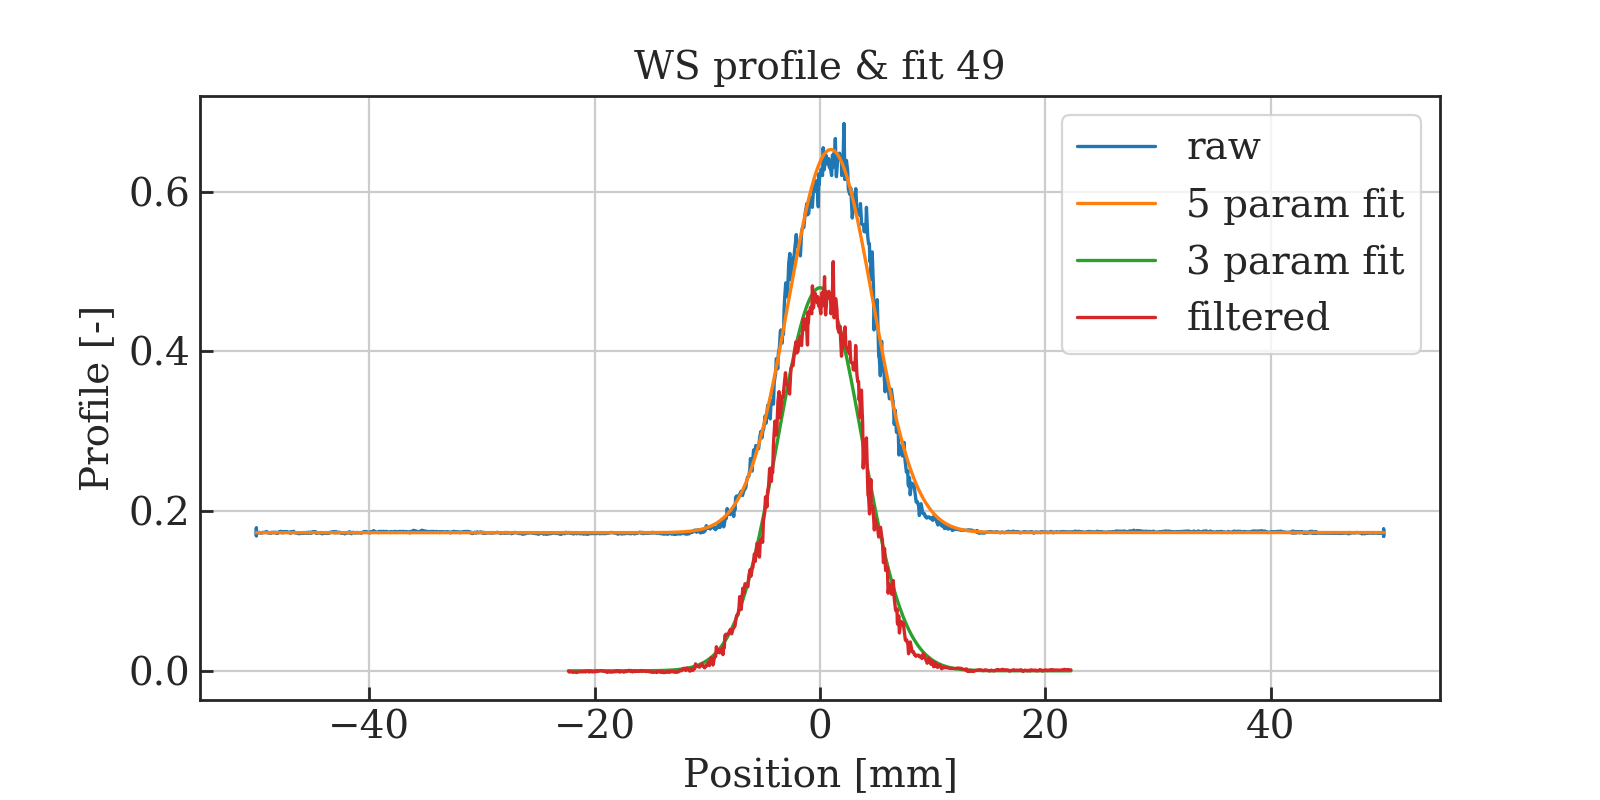 WS profile & fit 49
Profile [-]
0.6
0.4
0.2
0.0
raw
5 param fit
3 param fit
filtered
−40
−20
0
20
40
Position [mm]